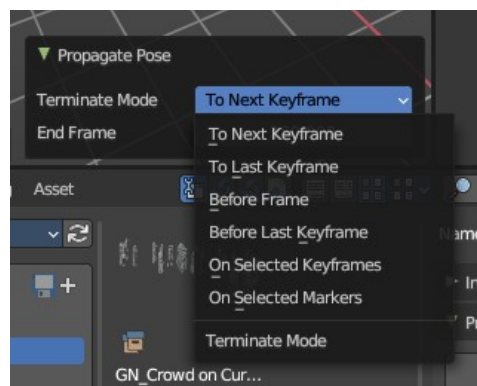 Propagate Pose
Terminate Mode To Next Keyframe
End Frame
To Next Keyframe
To Last Keyframe
Before Frame
Before Last Keyframe
On Selected Keyframes
On Selected Markers
Terminate Mode
Asset
GN_Crowd on Cur...